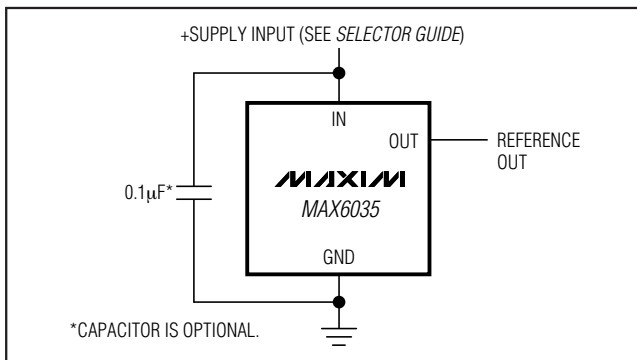 +SUPPLY INPUT (SEE SELECTOR GUIDE)
IN
OUT
REFERENCE
OUT
0.1μF*
MAXIM
MAX6035
GND
*CAPACITOR IS OPTIONAL.